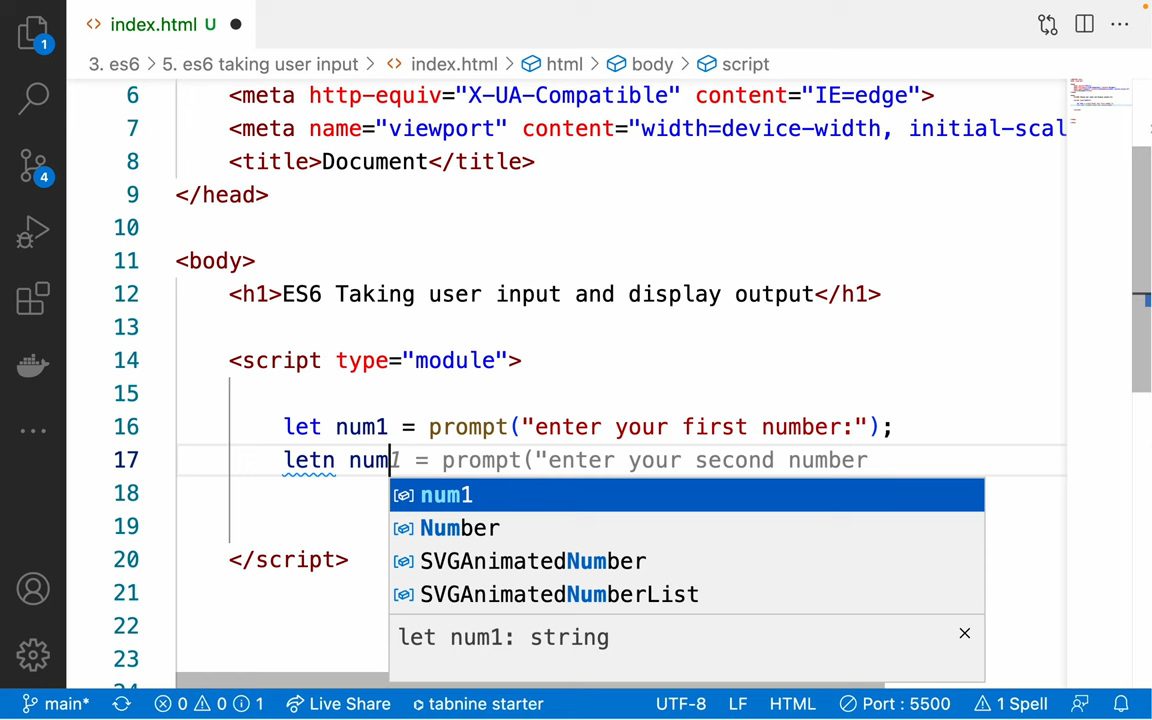 index.html U
1
3. es6 > 5. es6 taking user input > <> index.html > html > body > script
6 <meta http-equiv="X-UA-Compatible" content="IE=edge">
7 <meta name="viewport" content="width=device-width, initial-scal
8 <title>Document</title>
9 </head>
4
10
11 <body>
12 <h1>ES6 Taking user input and display output</h1>
13
14 <script type="module">
15
16 let num1 = prompt("enter your first number:");
17 letn num1 = prompt("enter your second number
18 num1
19 Number
20 </script> SVGAnimatedNumber
21 SVGAnimatedNumberList
22 let num1: string
23
main* 0 0 1 Live Share tabnine starter UTF-8 LF HTML Port : 5500 1 Spell